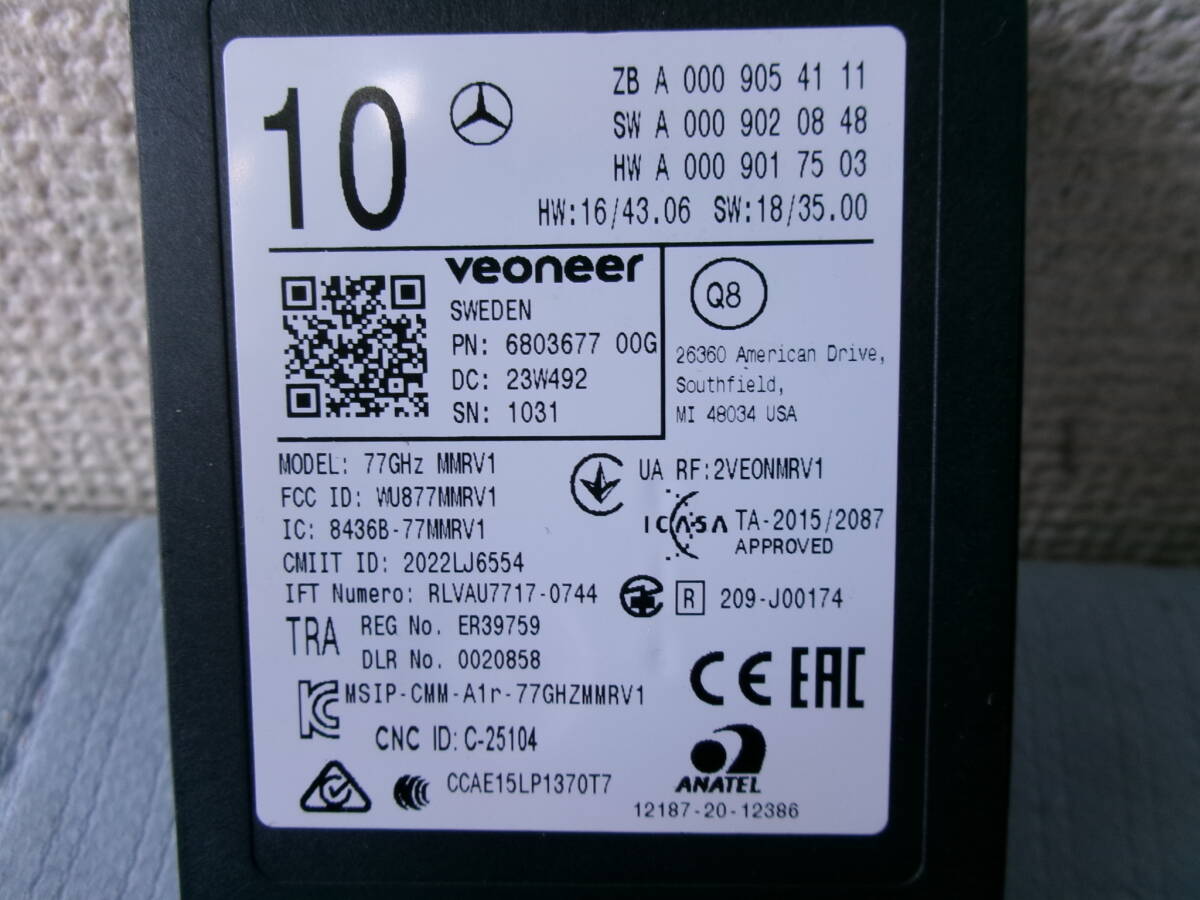 10
ZB A 000 905 41 11
SW A 000 902 08 48
HW A 000 901 75 03
HW:16/43.06 SW:18/35.00
veoneer
SWEDEN
PN: 6803677 00G
DC: 23W492
SN: 1031
Q8
26360 American Drive,
Southfield,
MI 48034 USA
MODEL: 77GHz MMRV1
FCC ID: WU877MMRV1
IC: 8436B-77MMRV1
CMIIT ID: 2022LJ6554
IFT Numero: RLVAU7717-0744
UA RF:2VEONMRV1
ICASA TA-2015/2087
APPROVED
R 209-J00174
TRA REG No. ER39759
DLR No. 0020858
KC MSIP-CMM-A1r-77GHZMMRV1
CNC ID: C-25104
CE EAC
CCAE15LP1370T7
ANATEL
12187-20-12386